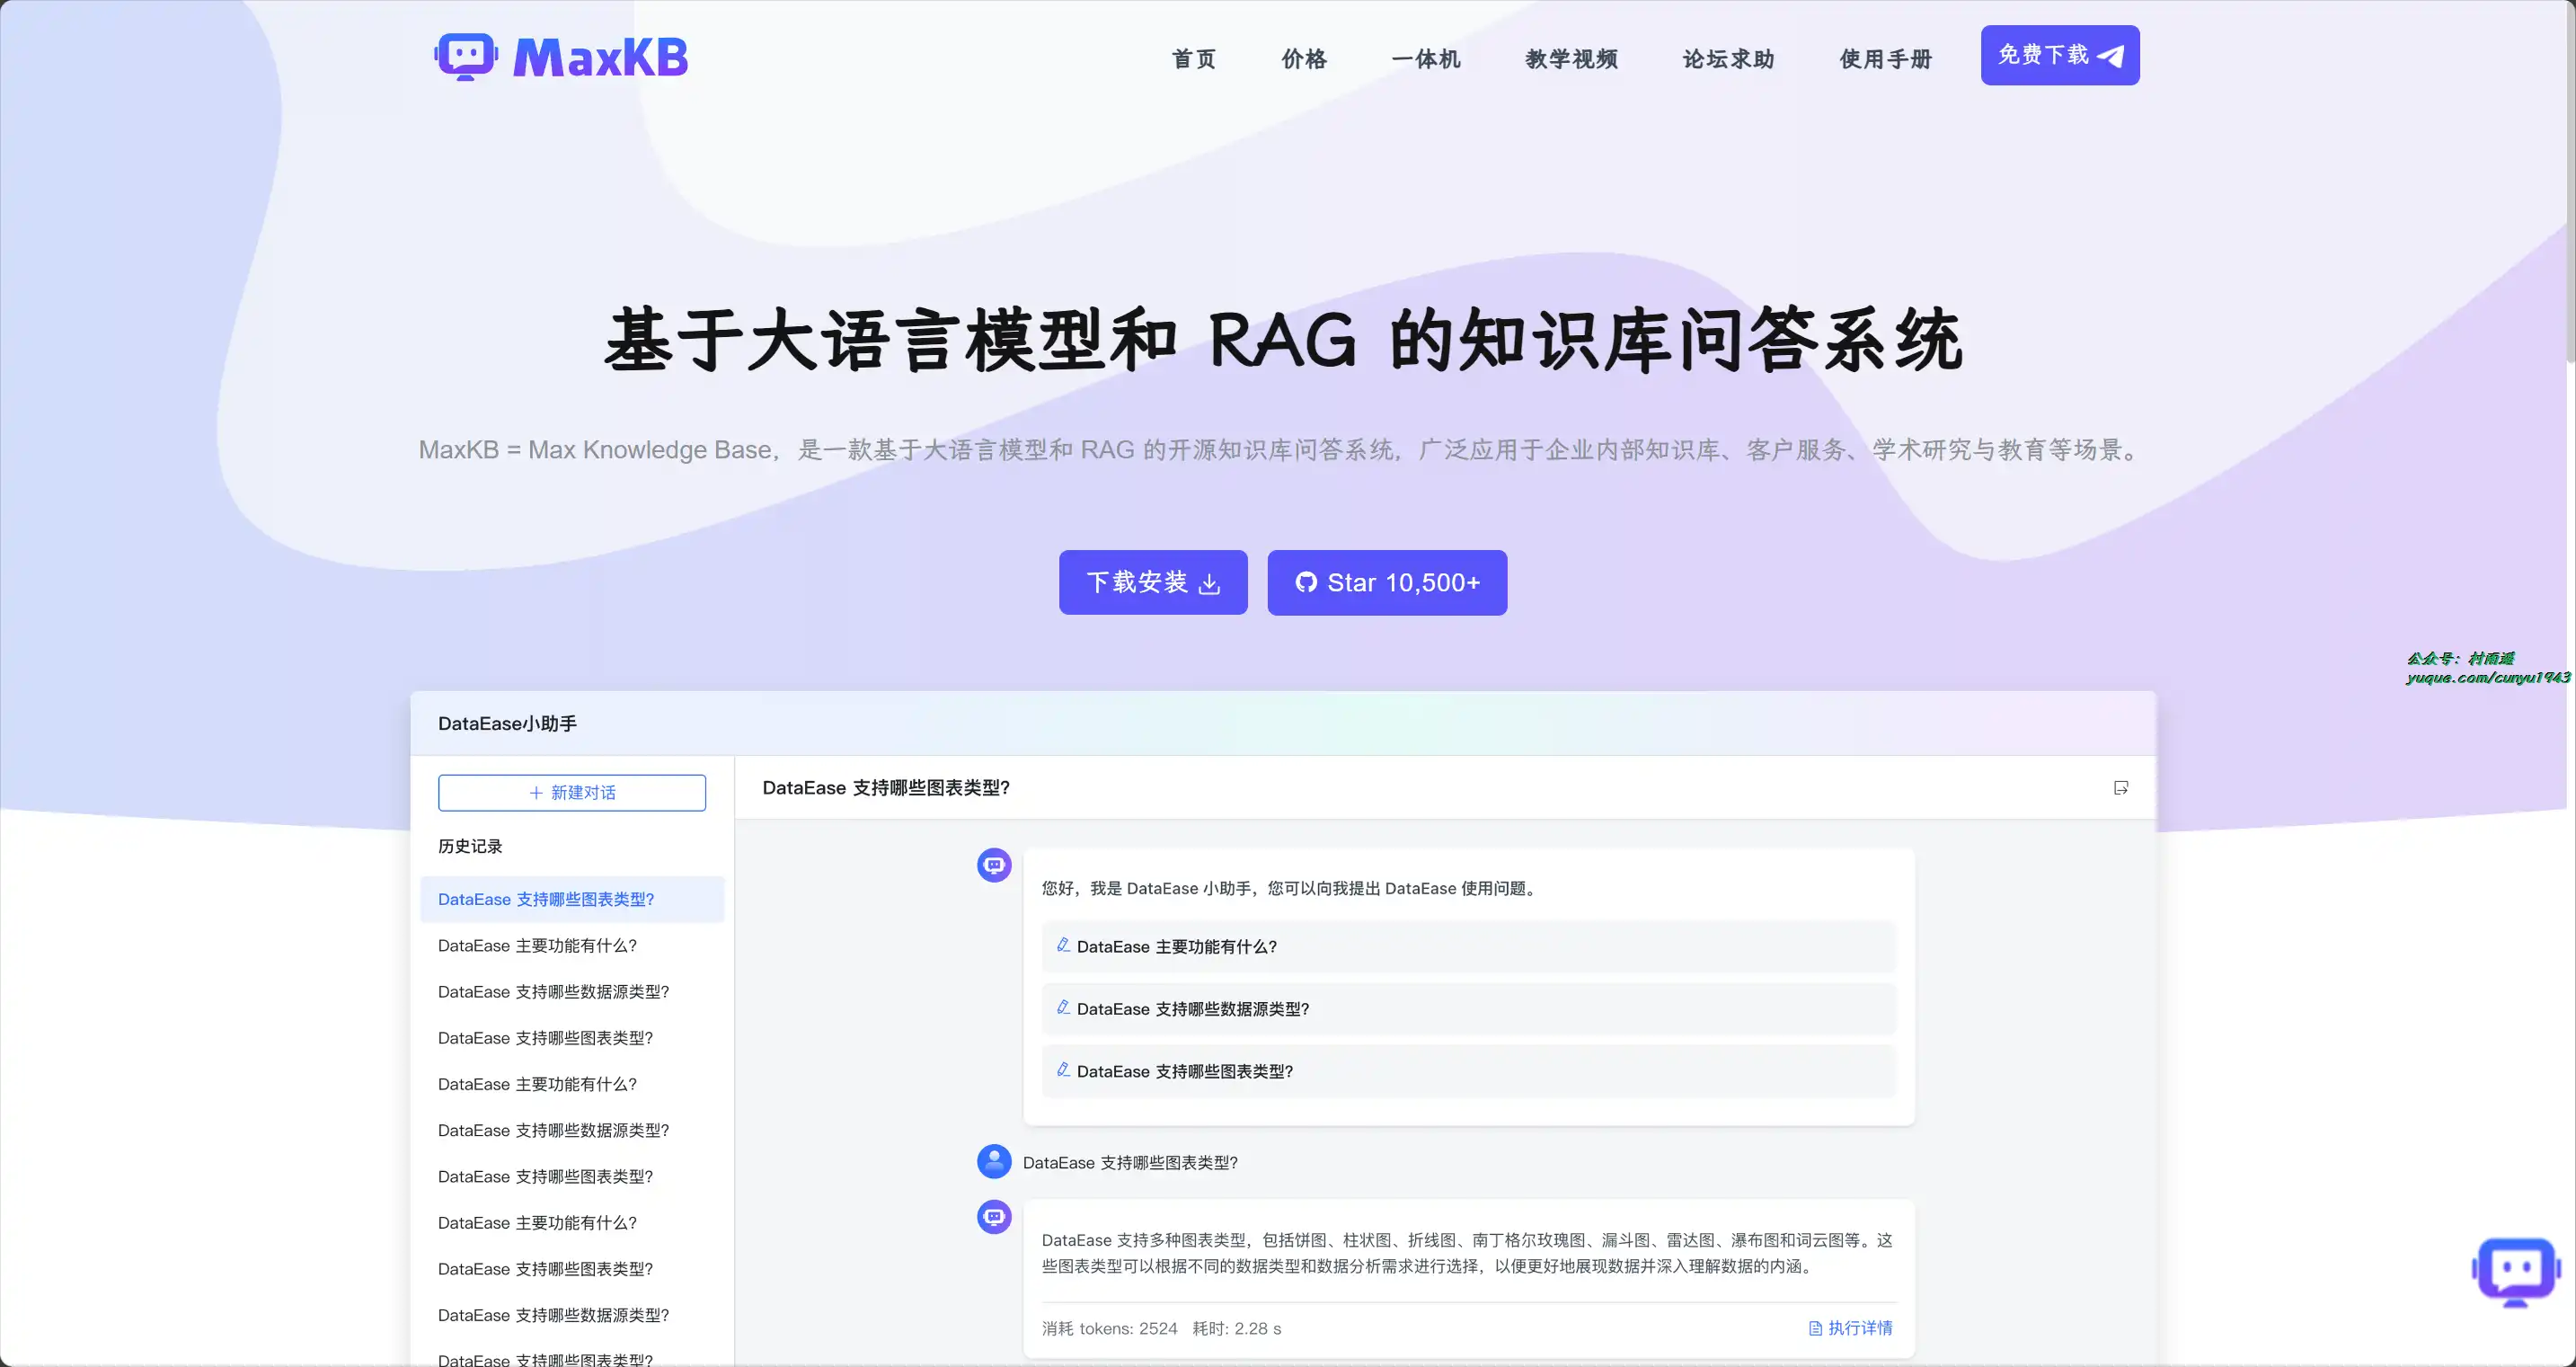 MaxKB
首页 价格 一体机 教学视频 论坛求助 使用手册 免费下载
基于大语言模型和 RAG 的知识库问答系统
MaxKB = Max Knowledge Base，是一款基于大语言模型和 RAG 的开源知识库问答系统，广泛应用于企业内部知识库、客户服务、学术研究与教育等场景。
下载安装 Star 10,500+
公众号：村雨遥
yuque.com/cunyu1943
DataEase小助手
新建对话
历史记录
DataEase 支持哪些图表类型?
DataEase 主要功能有什么?
DataEase 支持哪些数据源类型?
DataEase 支持哪些图表类型?
DataEase 主要功能有什么?
DataEase 支持哪些数据源类型?
DataEase 支持哪些图表类型?
DataEase 主要功能有什么?
DataEase 支持哪些图表类型?
DataEase 支持哪些数据源类型?
DataEase 支持哪些图表类型?
DataEase 支持哪些图表类型?
您好，我是 DataEase 小助手，您可以向我提出 DataEase 使用问题。
DataEase 主要功能有什么?
DataEase 支持哪些数据源类型?
DataEase 支持哪些图表类型?
DataEase 支持哪些图表类型?
DataEase 支持多种图表类型，包括饼图、柱状图、折线图、南丁格尔玫瑰图、漏斗图、雷达图、瀑布图和词云图等。这
些图表类型可以根据不同的数据类型和数据分析需求进行选择，以便更好地展现数据并深入理解数据的内涵。
消耗 tokens: 2524 耗时: 2.28 s
执行详情